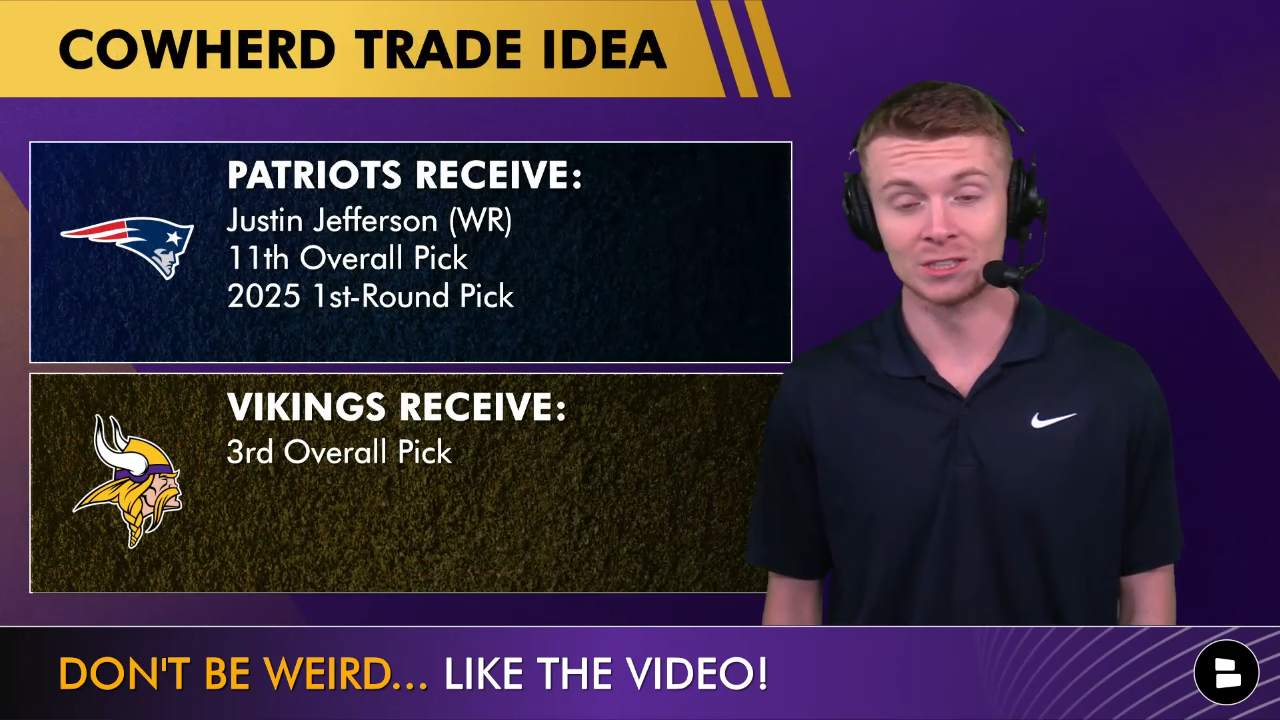 COWHERD TRADE IDEA
PATRIOTS RECEIVE:
Justin Jefferson (WR)
11th Overall Pick
2025 1st-Round Pick
VIKINGS RECEIVE:
3rd Overall Pick
DON'T BE WEIRD... LIKE THE VIDEO!